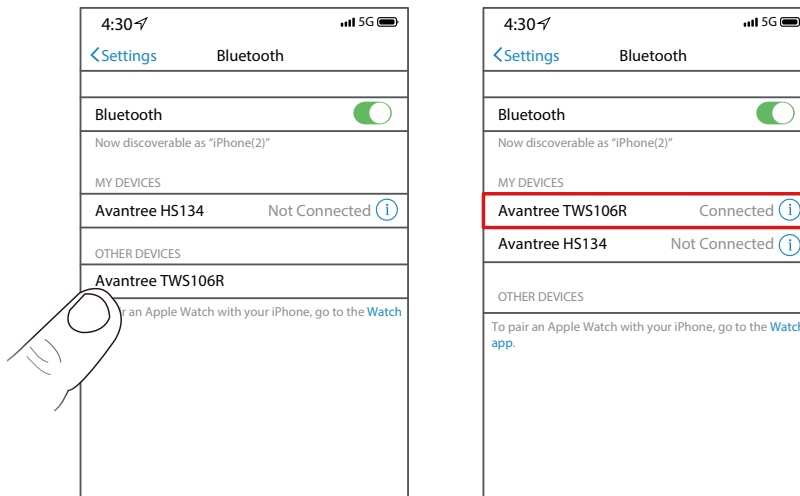 4:30 5G
Settings Bluetooth
Bluetooth
Now discoverable as “iPhone(2)”
MY DEVICES
Avantree HS134 Not Connected i
OTHER DEVICES
Avantree TWS106R
r an Apple Watch with your iPhone, go to the Watch
4:30 5G
Settings Bluetooth
Bluetooth
Now discoverable as “iPhone(2)”
MY DEVICES
Avantree TWS106R Connected i
Avantree HS134 Not Connected i
OTHER DEVICES
To pair an Apple Watch with your iPhone, go to the Watch
app.